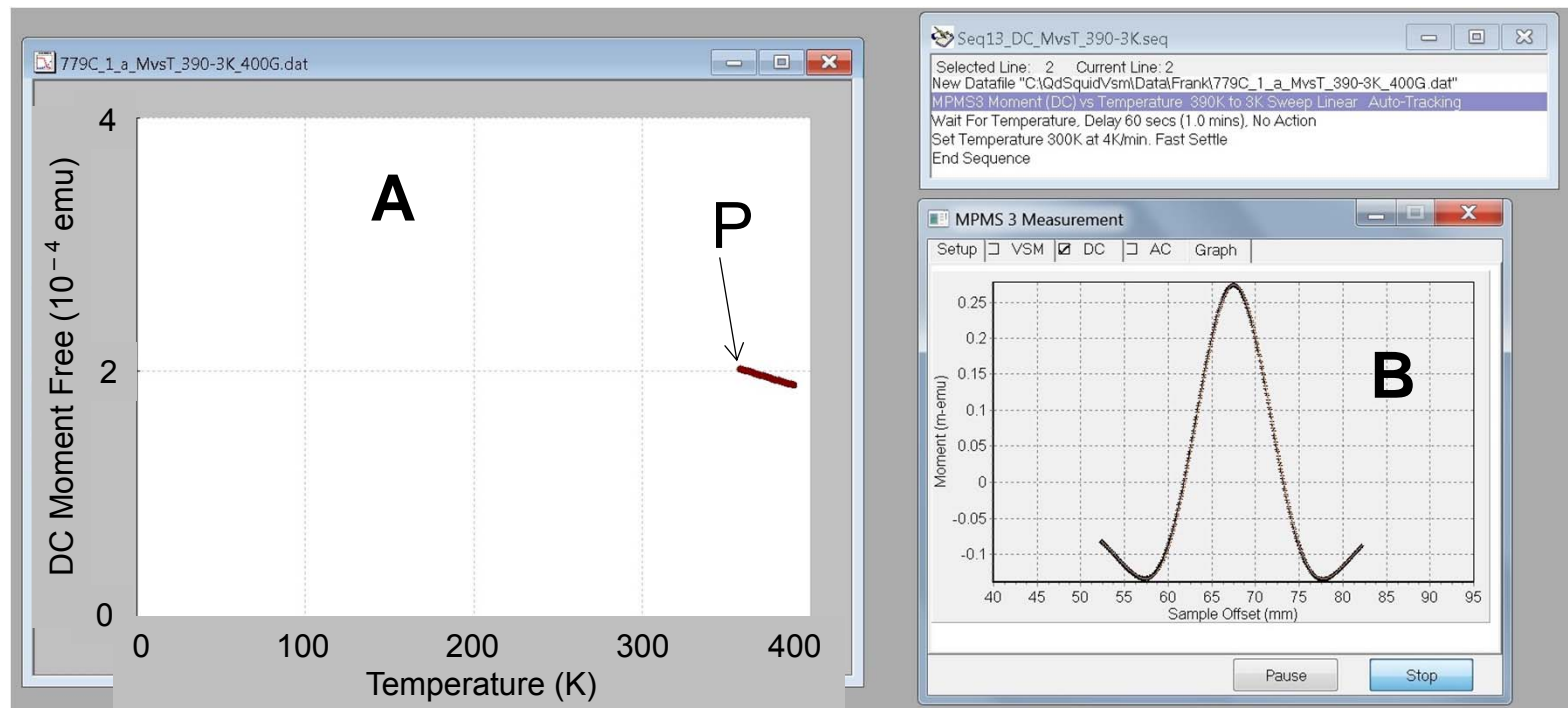 779C_1_a_MvsT_390-3K_400G.dat
4
2
0
DC Moment Free (10⁻⁴ emu)
A
P
0 100 200 300 400
Temperature (K)
Seq13_DC_MvsT_390-3K.seq
Selected Line: 2 Current Line: 2
New Datafile "C:\QdSquidVsm\Data\Frank\779C_1_a_MvsT_390-3K_400G.dat"
MPMS3 Moment (DC) vs Temperature 390K to 3K Sweep Linear Auto-Tracking
Wait For Temperature, Delay 60 secs (1.0 mins), No Action
Set Temperature 300K at 4K/min. Fast Settle
End Sequence
MPMS 3 Measurement
Setup VSM DC AC Graph
0.25
0.2
0.15
0.1
0.05
0
-0.05
-0.1
Moment (m-emu)
B
40 45 50 55 60 65 70 75 80 85 90 95
Sample Offset (mm)
Pause Stop